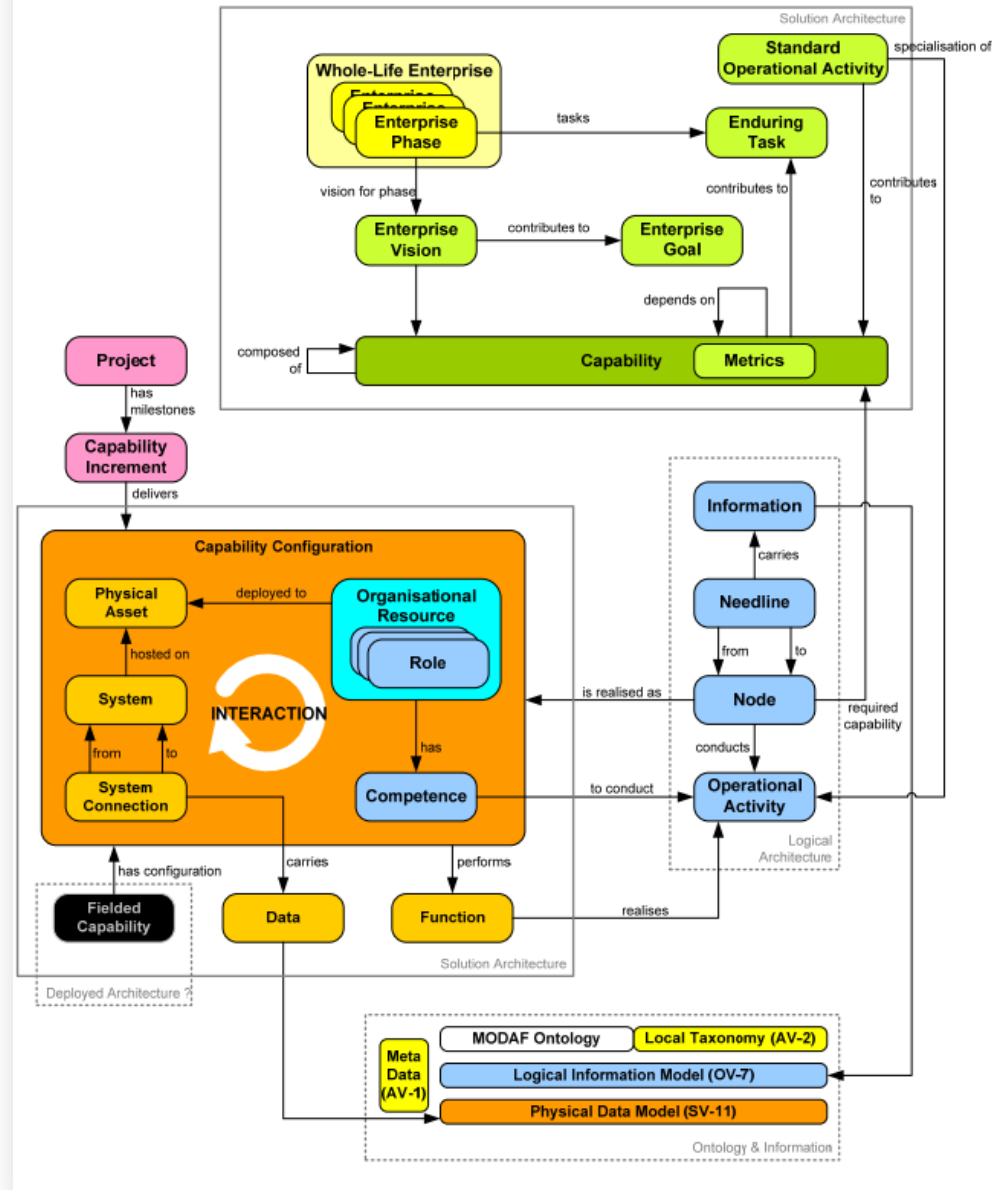 Solution Architecture
Whole-Life Enterprise
Enterprise
Enterprise
Enterprise
Phase
tasks
Standard
Operational Activity
specialisation of
Enduring
Task
vision for phase
contributes to
contributes
to
Enterprise
Vision
contributes to
Enterprise
Goal
depends on
composed
of
Capability
Metrics
Project
has
milestones
Capability
Increment
delivers
Capability Configuration
Physical
Asset
deployed to
Organisational
Resource
Role
hosted on
System
INTERACTION
from
to
has
System
Connection
Competence
Information
carries
Needline
from
to
is realised as
Node
required
capability
conducts
to conduct
Operational
Activity
Logical
Architecture
has configuration
carries
performs
Fielded
Capability
Data
Function
realises
Solution Architecture
Deployed Architecture ?
Meta
Data
(AV-1)
MODAF Ontology
Local Taxonomy (AV-2)
Logical Information Model (OV-7)
Physical Data Model (SV-11)
Ontology & Information